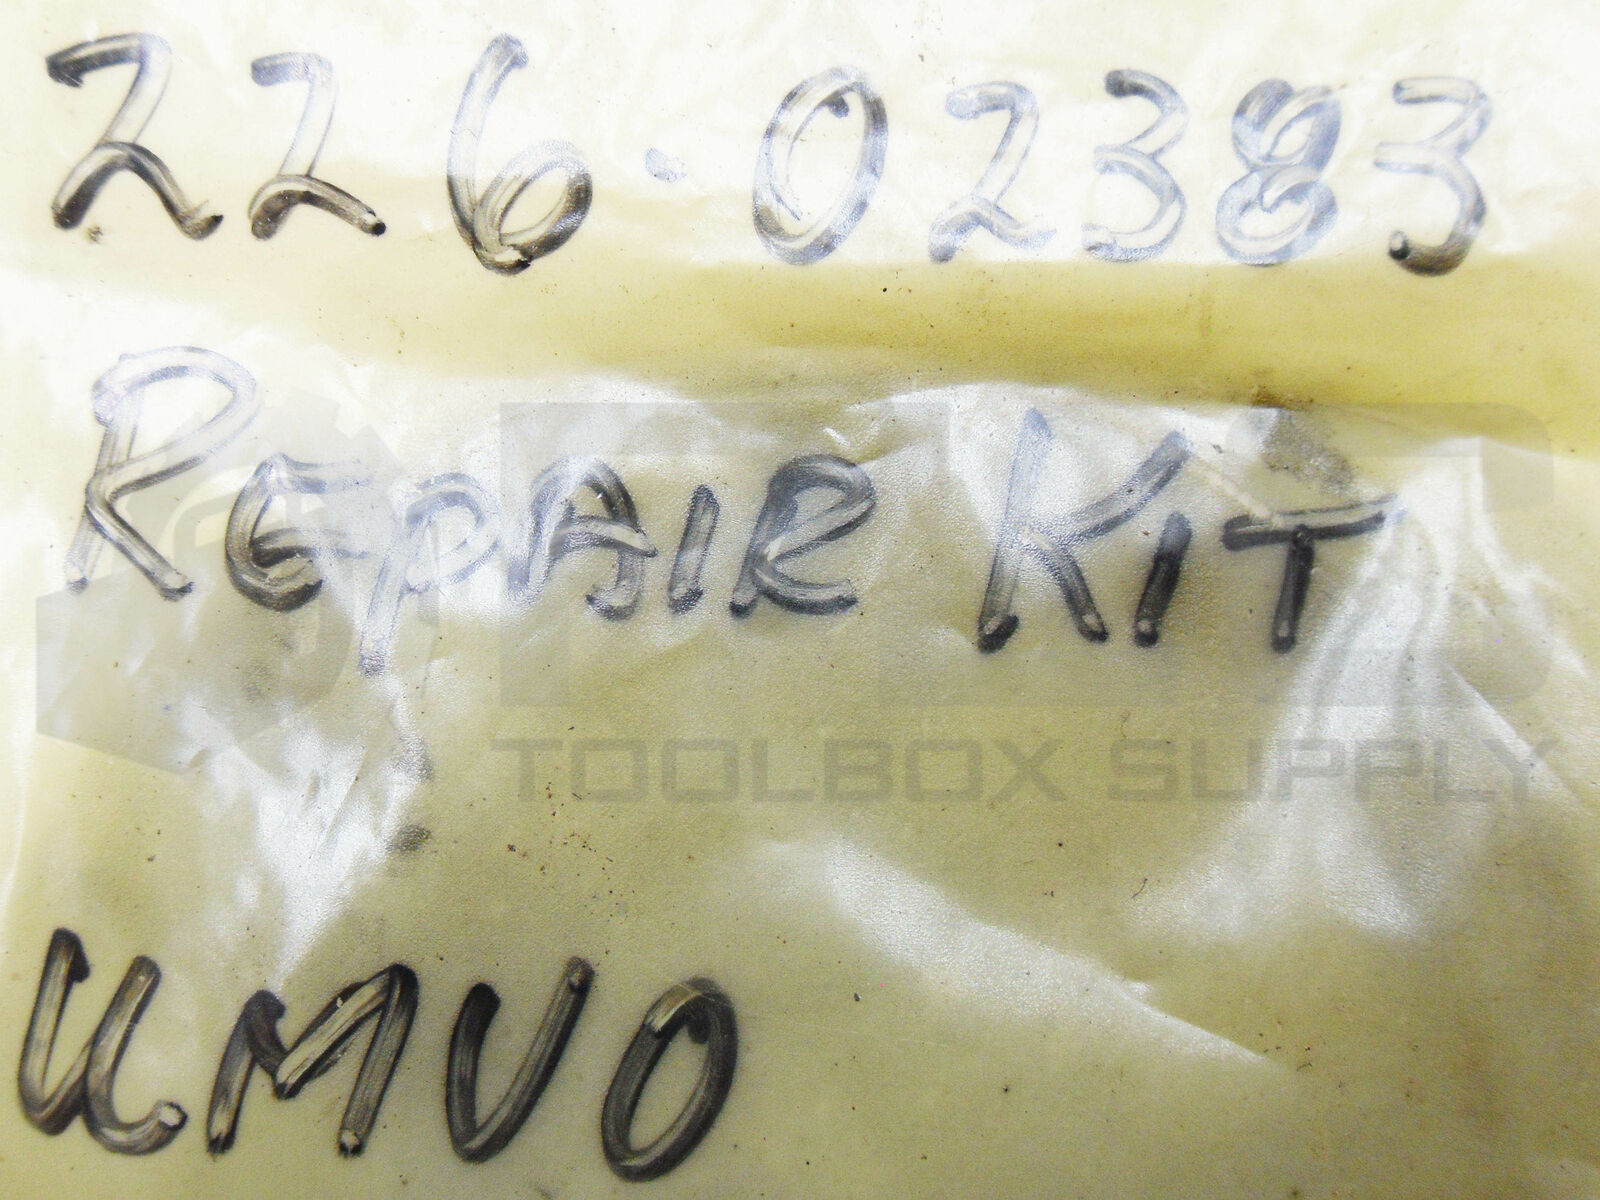 226-02383
REpAIR KIT
TOOLBOX SUPPLY
UMVO